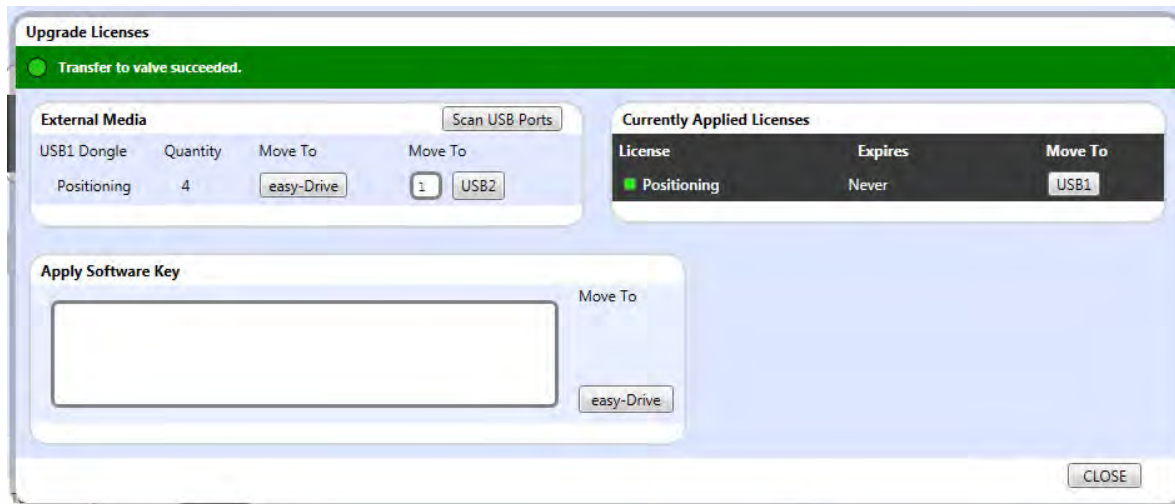 Upgrade Licenses
Transfer to valve succeeded.
External Media
Scan USB Ports
USB1 Dongle Quantity Move To Move To
Positioning 4 easy-Drive 1 USB2
Currently Applied Licenses
License Expires Move To
Positioning Never USB1
Apply Software Key
Move To
easy-Drive
CLOSE